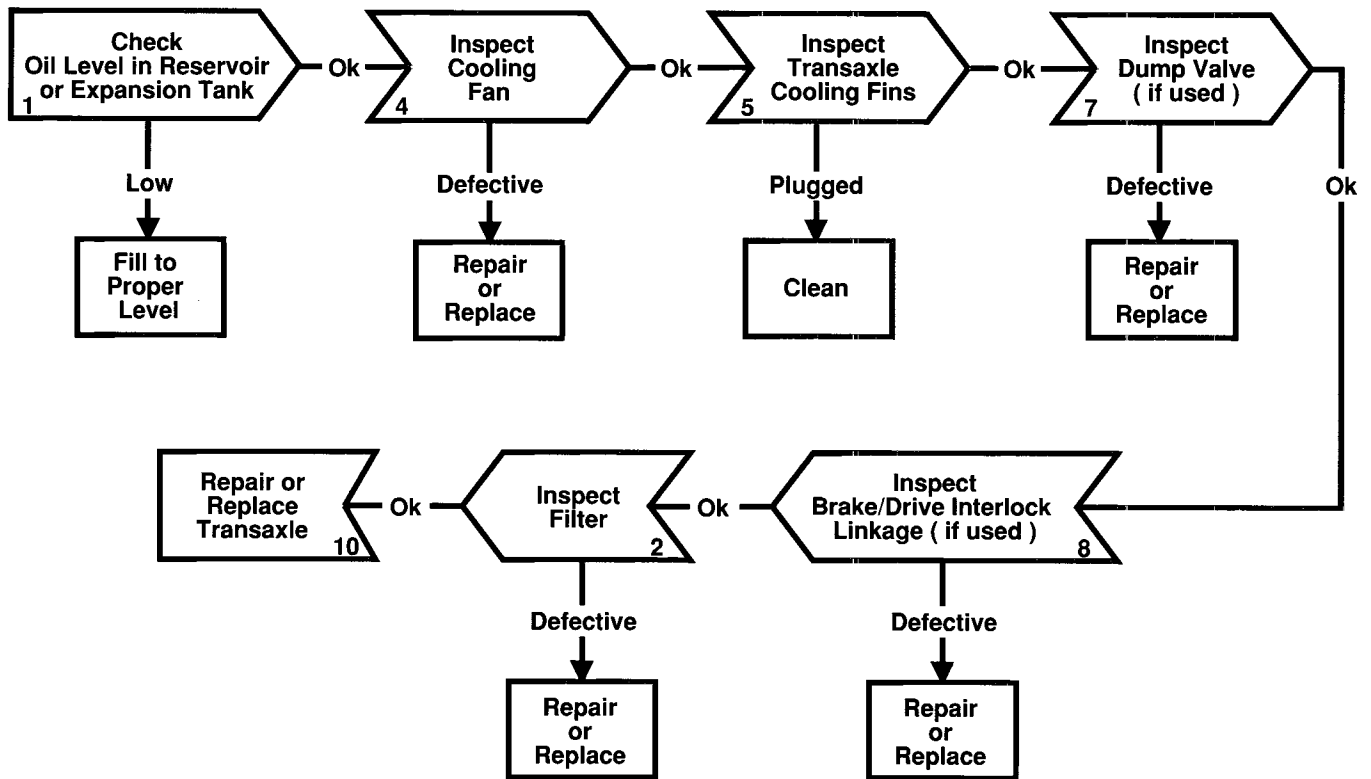 Check
Oil Level in Reservoir
or Expansion Tank
1
Ok
Inspect
Cooling
Fan
4
Ok
Inspect
Transaxle
Cooling Fins
5
Ok
Inspect
Dump Valve
( if used )
7
Low
Defective
Plugged
Defective
Ok
Fill to
Proper
Level
Repair
or
Replace
Clean
Repair
or
Replace
Repair or
Replace
Transaxle
10
Ok
Inspect
Filter
2
Ok
Inspect
Brake/Drive Interlock
Linkage ( if used )
8
Defective
Defective
Repair
or
Replace
Repair
or
Replace